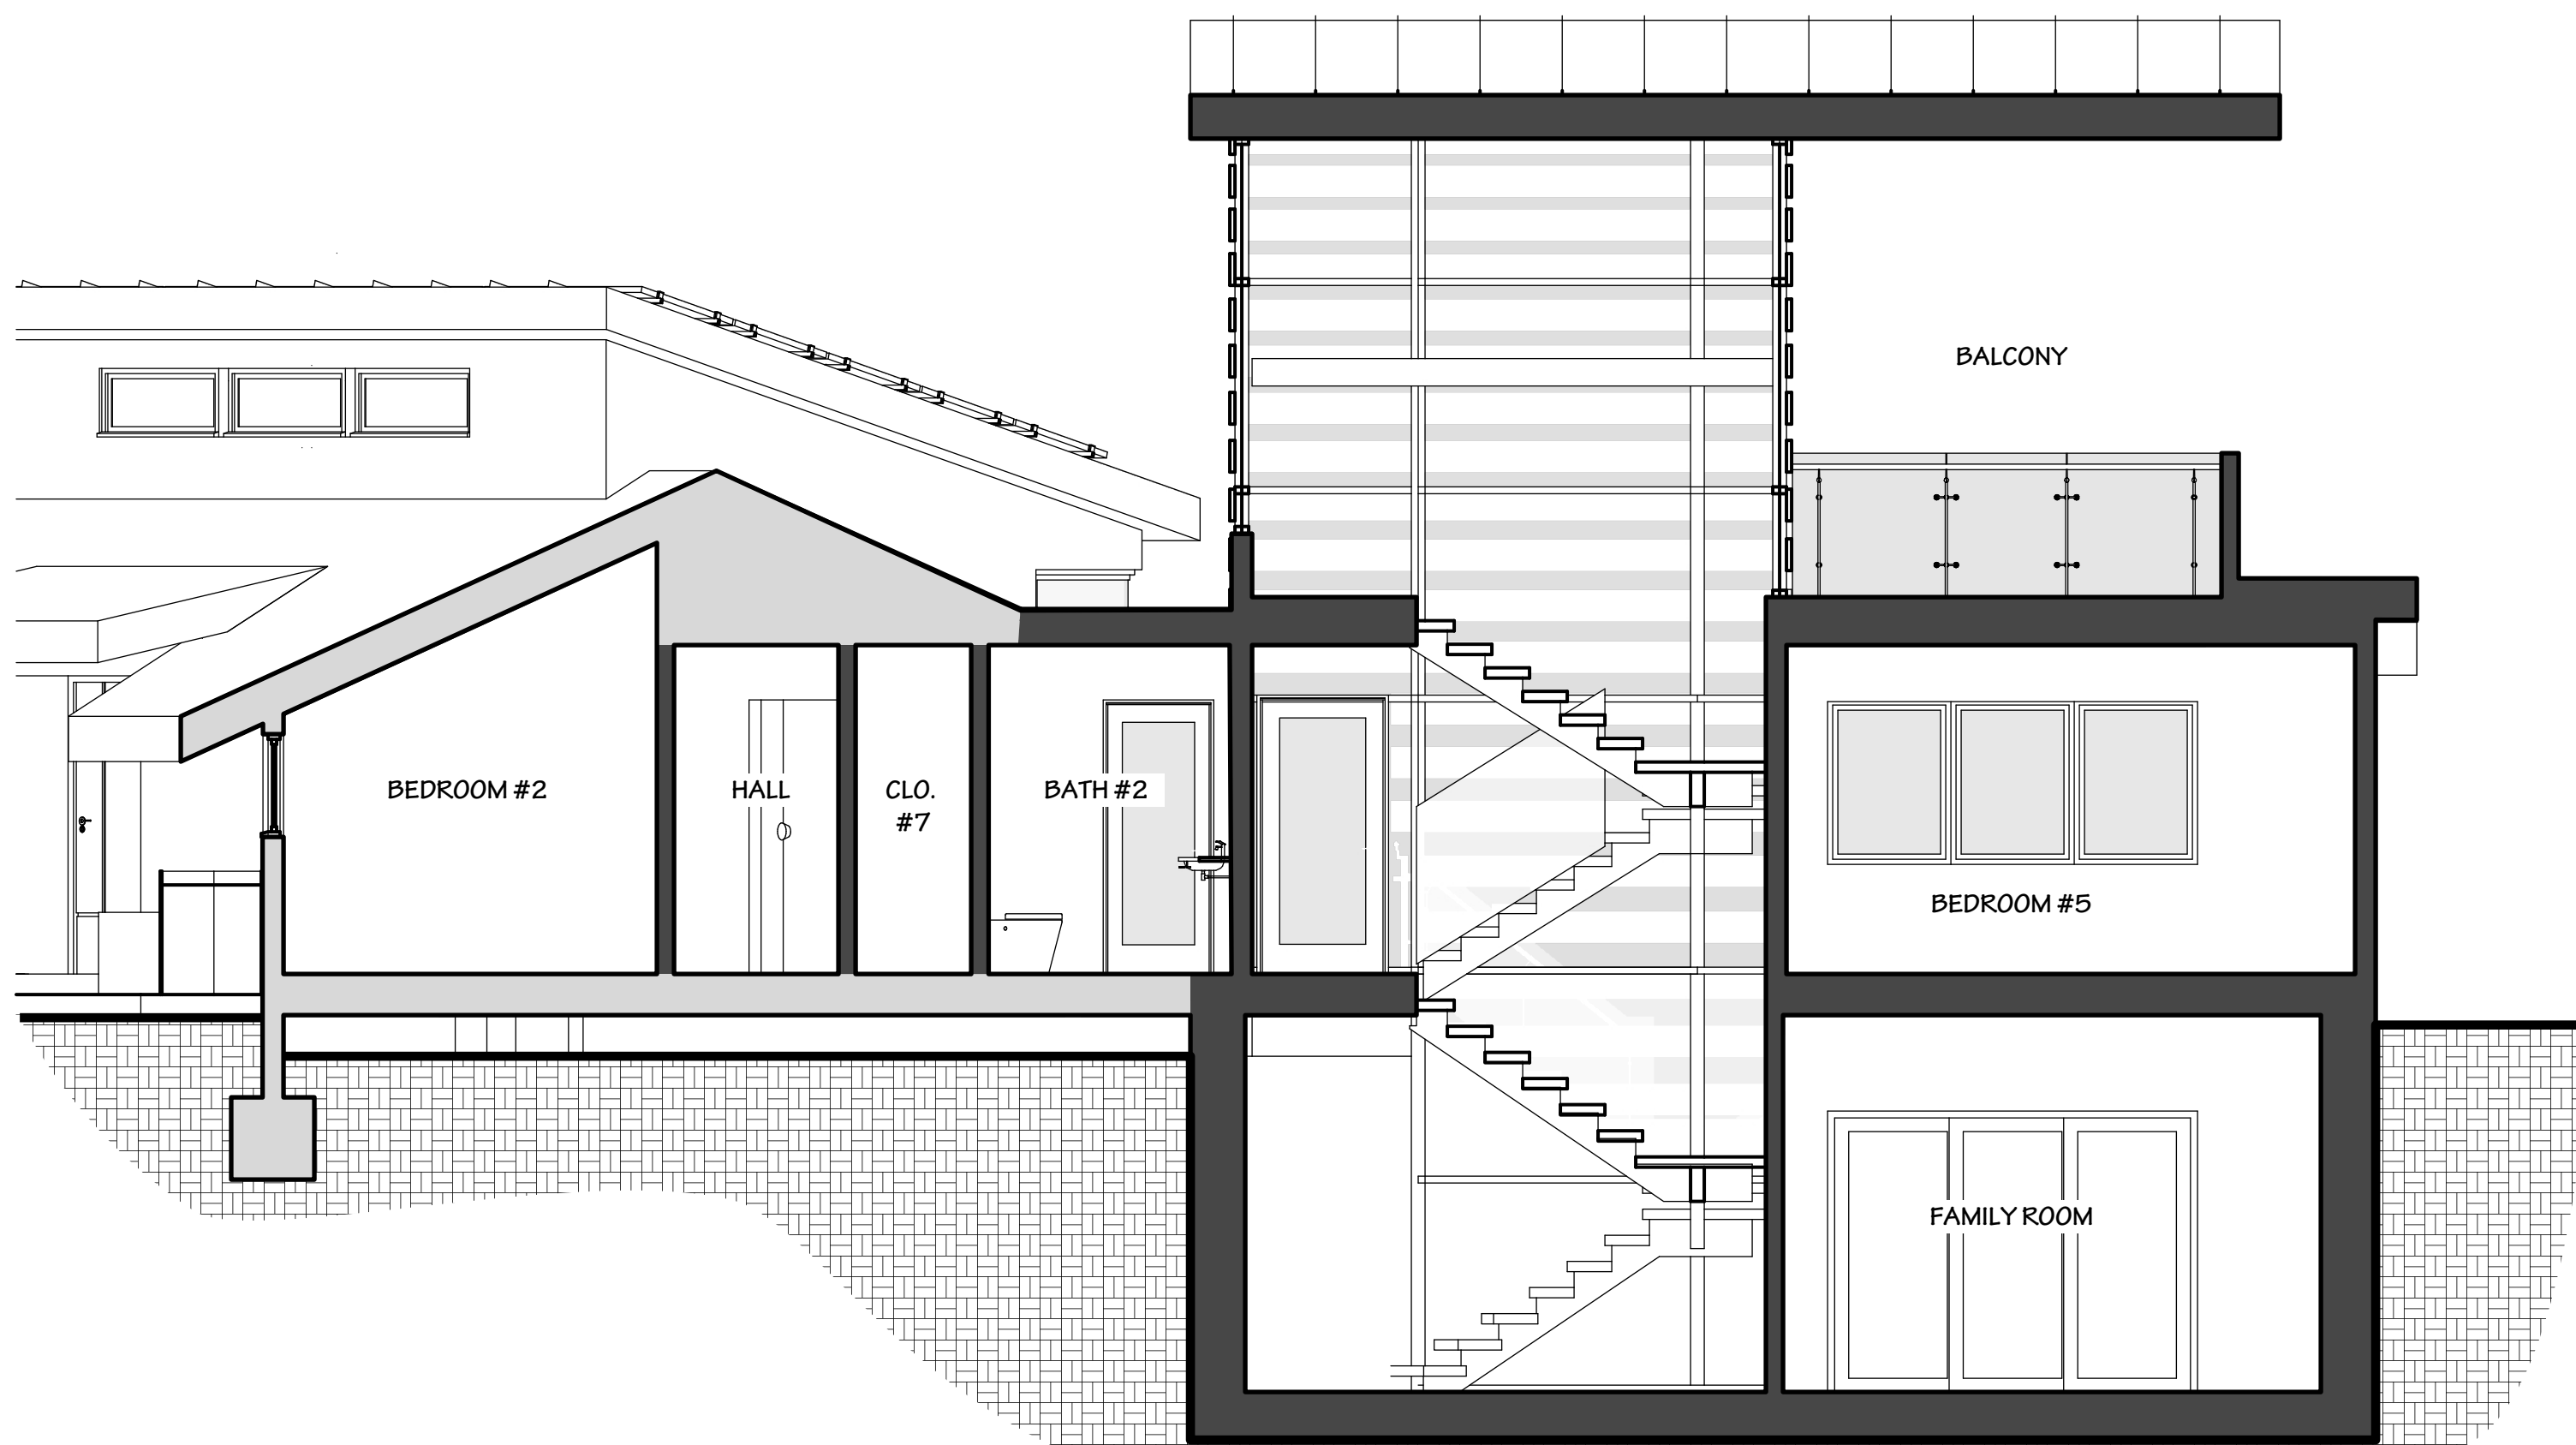 BALCONY
BEDROOM #2
HALL
CLO.
#7
BATH #2
BEDROOM #5
FAMILY ROOM